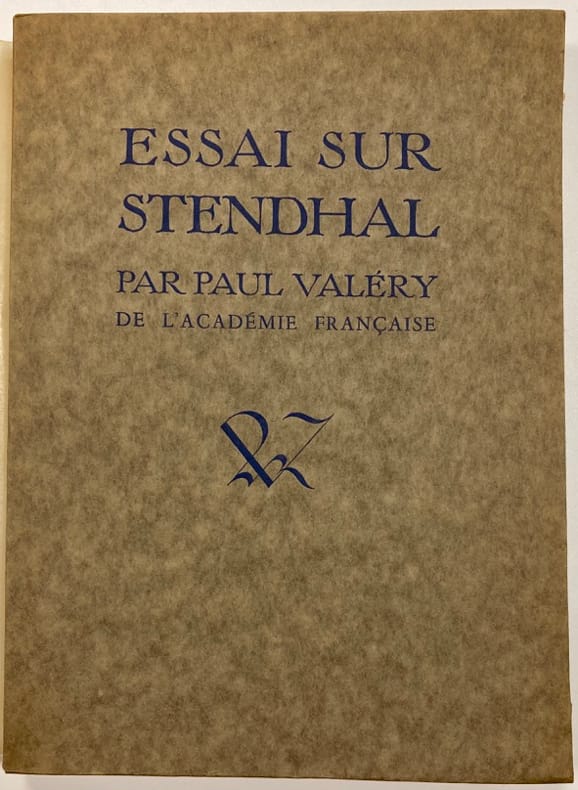 ESSAI SUR
STENDHAL
PAR PAUL VALÉRY
DE L'ACADÉMIE FRANÇAISE